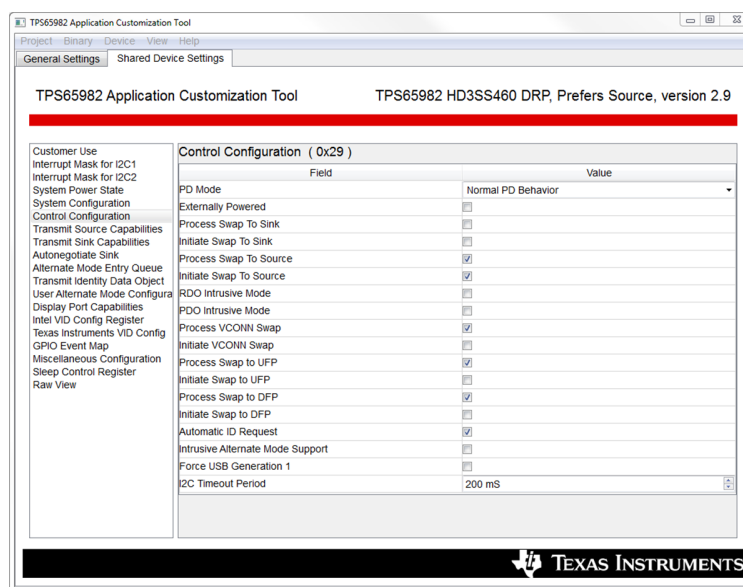 TPS65982 Application Customization Tool
Project Binary Device View Help
General Settings Shared Device Settings
TPS65982 Application Customization Tool TPS65982 HD3SS460 DRP, Prefers Source, version 2.9
Customer Use
Interrupt Mask for I2C1
Interrupt Mask for I2C2
System Power State
System Configuration
Control Configuration
Transmit Source Capabilities
Transmit Sink Capabilities
Autonegotiate Sink
Alternate Mode Entry Queue
Transmit Identity Data Object
User Alternate Mode Configura
Display Port Capabilities
Intel VID Config Register
Texas Instruments VID Config
GPIO Event Map
Miscellaneous Configuration
Sleep Control Register
Raw View
Control Configuration ( 0x29 )
Field Value
PD Mode Normal PD Behavior
Externally Powered
Process Swap To Sink
Initiate Swap To Sink
Process Swap To Source
Initiate Swap To Source
RDO Intrusive Mode
PDO Intrusive Mode
Process VCONN Swap
Initiate VCONN Swap
Process Swap to UFP
Initiate Swap to UFP
Process Swap to DFP
Initiate Swap to DFP
Automatic ID Request
Intrusive Alternate Mode Support
Force USB Generation 1
I2C Timeout Period 200 mS
TEXAS INSTRUMENTS